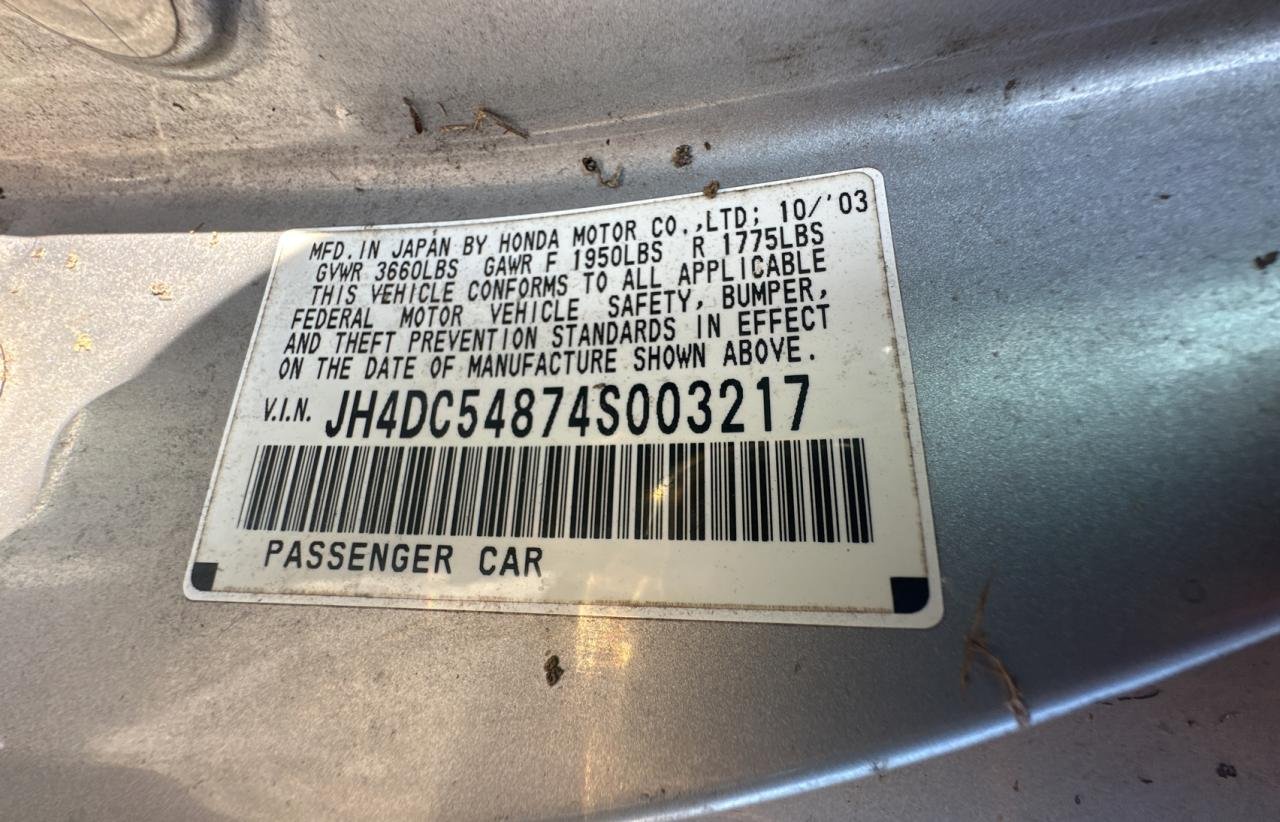 MFD. IN JAPAN BY HONDA MOTOR CO.,LTD; 10/'03
GVWR 3660LBS GAWR F 1950LBS R 1775LBS
THIS VEHICLE CONFORMS TO ALL APPLICABLE
FEDERAL MOTOR VEHICLE SAFETY, BUMPER,
AND THEFT PREVENTION STANDARDS IN EFFECT
ON THE DATE OF MANUFACTURE SHOWN ABOVE.
V.I.N. JH4DC54874S003217
PASSENGER CAR